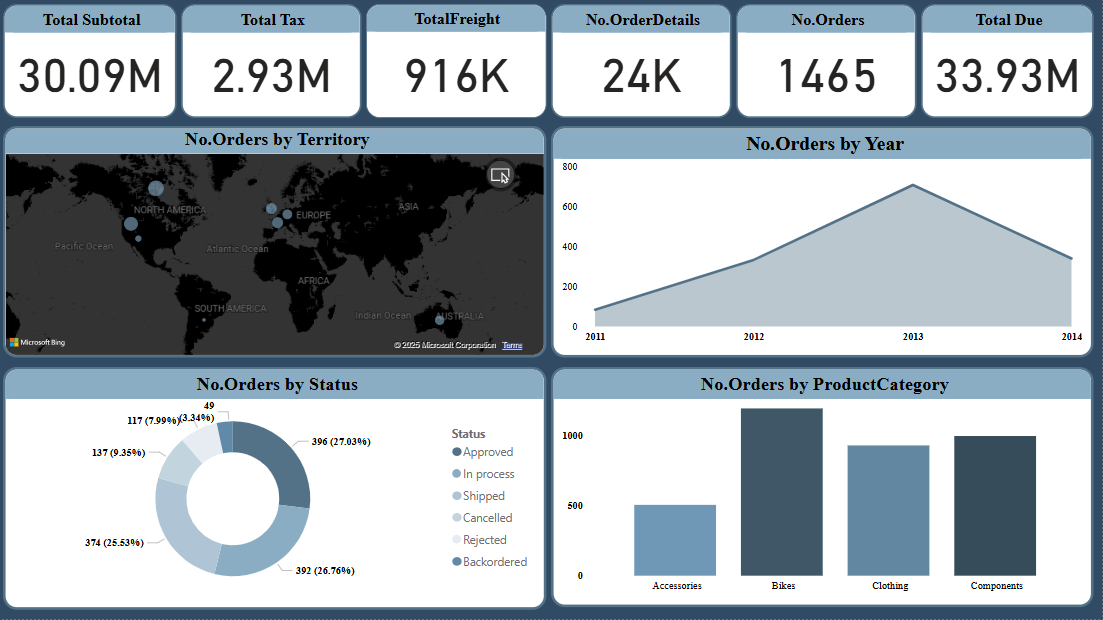 Total Subtotal
30.09M
Total Tax
2.93M
TotalFreight
916K
No.OrderDetails
24K
No.Orders
1465
Total Due
33.93M
No.Orders by Territory
NORTH AMERICA
EUROPE
ASIA
Pacific Ocean
Atlantic Ocean
AFRICA
SOUTH AMERICA
Indian Ocean
AUSTRALIA
Microsoft Bing
© 2025 Microsoft Corporation Terms
No.Orders by Year
800
600
400
200
0
2011 2012 2013 2014
No.Orders by Status
49
(3.34%)
117 (7.99%)
396 (27.03%)
137 (9.35%)
374 (25.53%)
392 (26.76%)
Status
Approved
In process
Shipped
Cancelled
Rejected
Backordered
No.Orders by ProductCategory
1000
500
0
Accessories Bikes Clothing Components